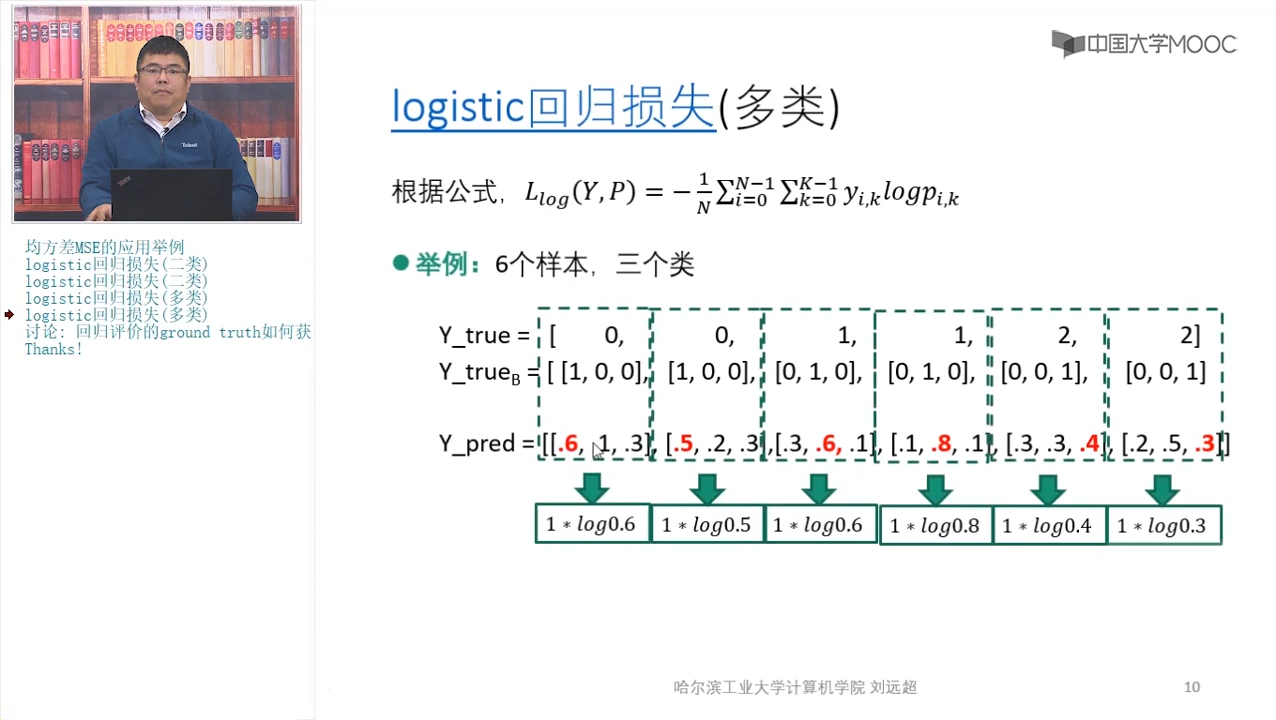 中国大学MOOC
logistic回归损失(多类)
根据公式, L_{log}(Y, P) = -\frac{1}{N}\sum_{i=0}^{N-1}\sum_{k=0}^{K-1} y_{i,k}logp_{i,k}
● 举例：6个样本，三个类
Y_true = [ 0, 0, 1, 1, 2, 2]
Y_true_B = [ [1, 0, 0], [1, 0, 0], [0, 1, 0], [0, 1, 0], [0, 0, 1], [0, 0, 1]
Y_pred = [[.6, .1, .3], [.5, .2, .3],[.3, .6, .1], [.1, .8, .1], [.3, .3, .4], [.2, .5, .3]]
1 * log0.6 1 * log0.5 1 * log0.6 1 * log0.8 1 * log0.4 1 * log0.3
哈尔滨工业大学计算机学院 刘远超 10
均方差MSE的应用举例
logistic回归损失(二类)
logistic回归损失(二类)
logistic回归损失(多类)
logistic回归损失(多类)
讨论: 回归评价的ground truth如何获
Thanks!